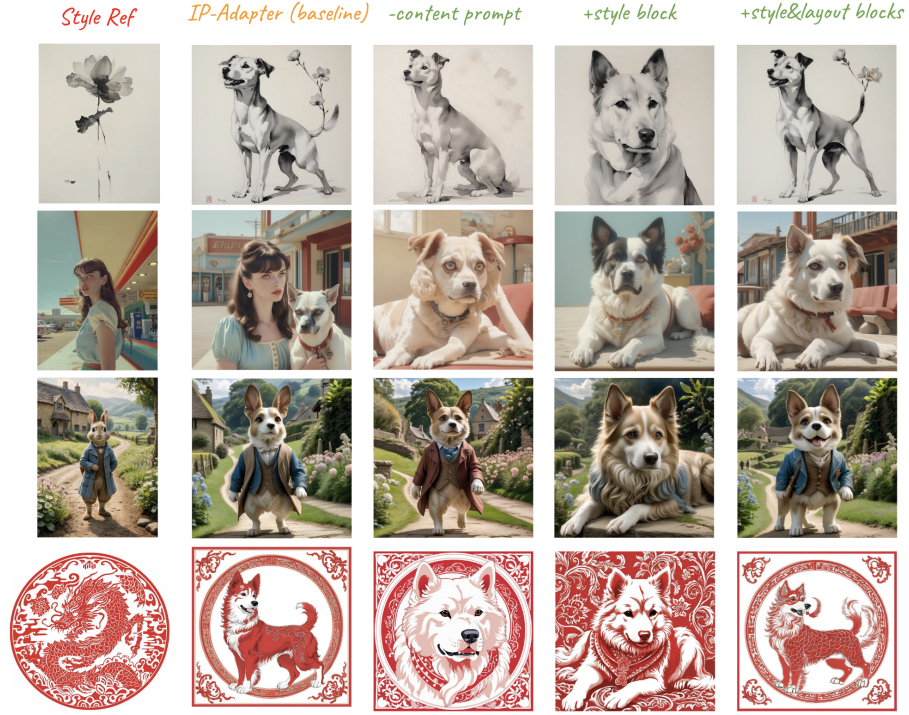 Style Ref
IP-Adapter (baseline)
-content prompt
+style block
+style&layout blocks